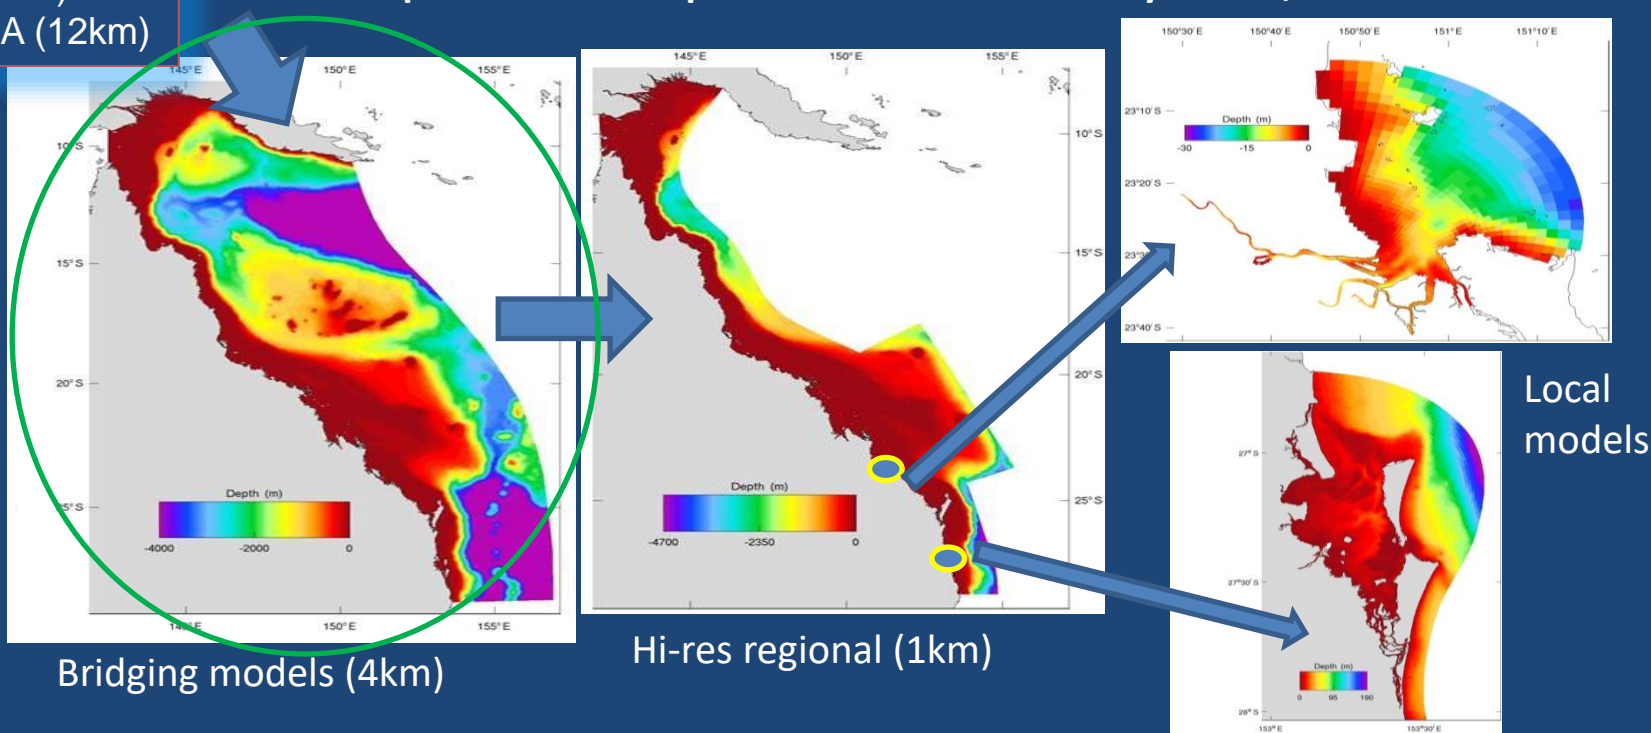 A (12km)
145°E
150°E
155°E
10°S
15°S
20°S
25°S
Depth (m)
-4000
-2000
0
145°E
150°E
155°E
Bridging models (4km)
145°E
150°E
155°E
10°S
15°S
20°S
25°S
Depth (m)
-4700
-2350
0
Hi-res regional (1km)
150°30'E
150°40'E
150°50'E
151°E
151°10'E
23°10'S
23°20'S
23°40'S
Depth (m)
-30
-15
0
Local
models
27°S
27°30'S
28°S
Depth (m)
0
95
190
153°E
153°30'E